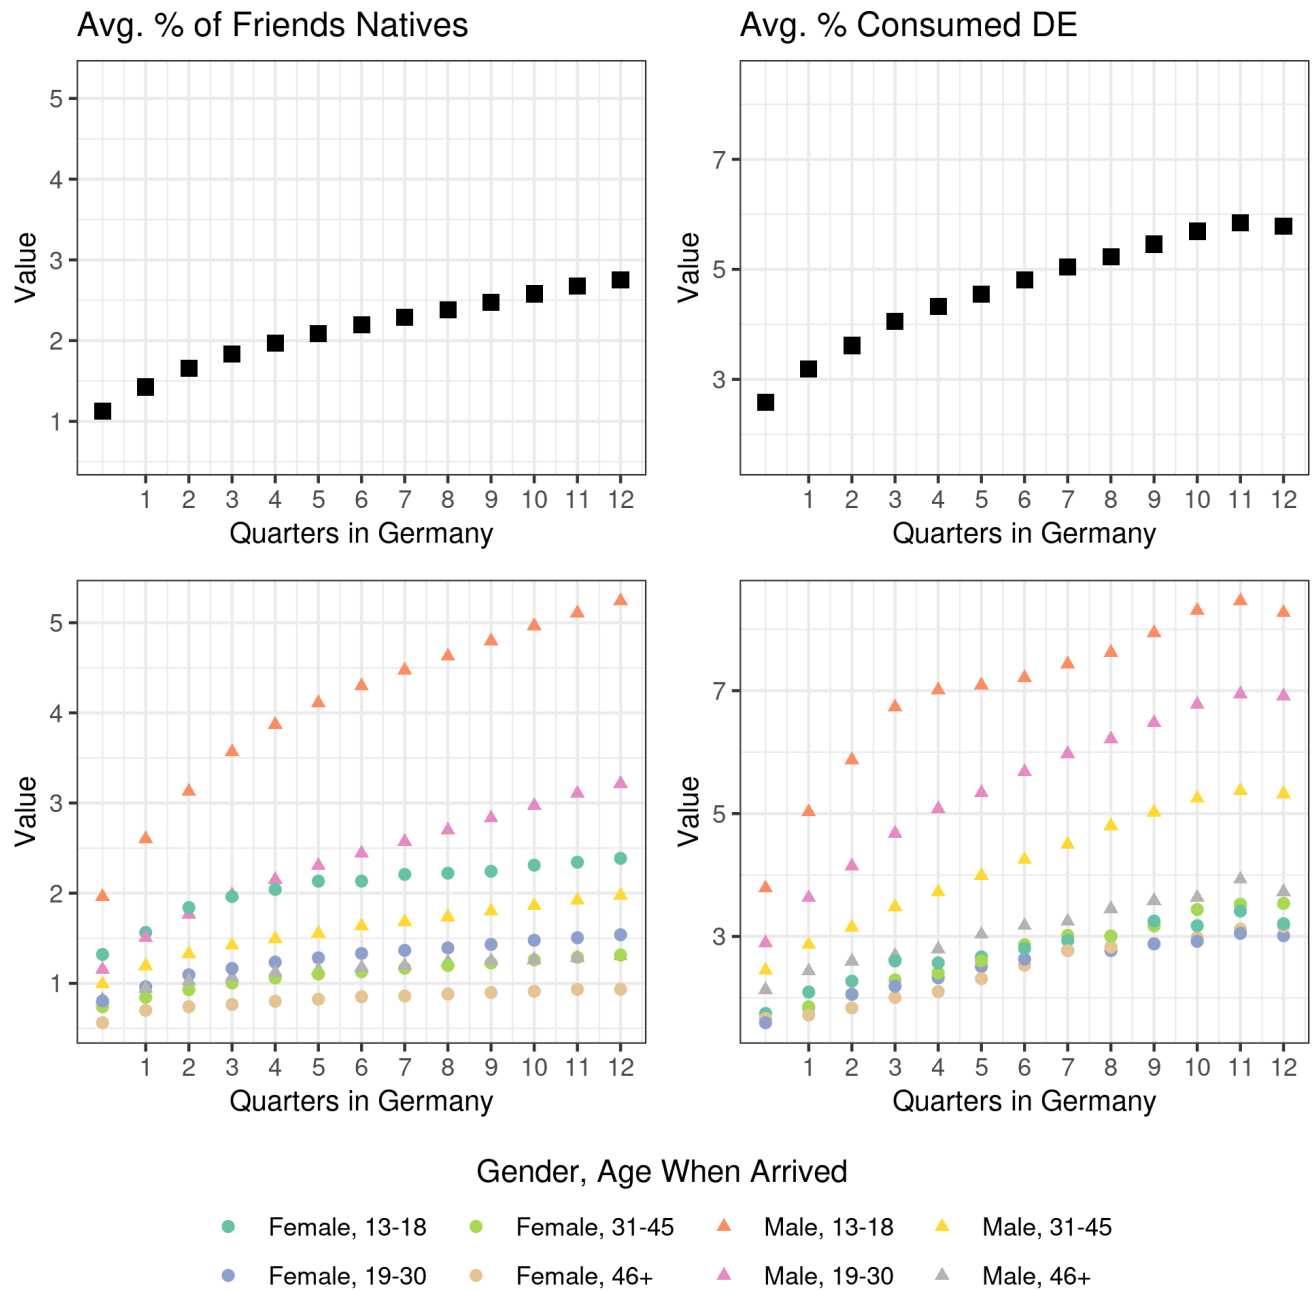 Avg. % of Friends Natives
Avg. % Consumed DE
5
4
3
2
1
Value
1 2 3 4 5 6 7 8 9 10 11 12
Quarters in Germany
7
5
3
Value
1 2 3 4 5 6 7 8 9 10 11 12
Quarters in Germany
5
4
3
2
1
Value
1 2 3 4 5 6 7 8 9 10 11 12
Quarters in Germany
7
5
3
Value
1 2 3 4 5 6 7 8 9 10 11 12
Quarters in Germany
Gender, Age When Arrived
Female, 13-18 Female, 31-45 Male, 13-18 Male, 31-45
Female, 19-30 Female, 46+ Male, 19-30 Male, 46+